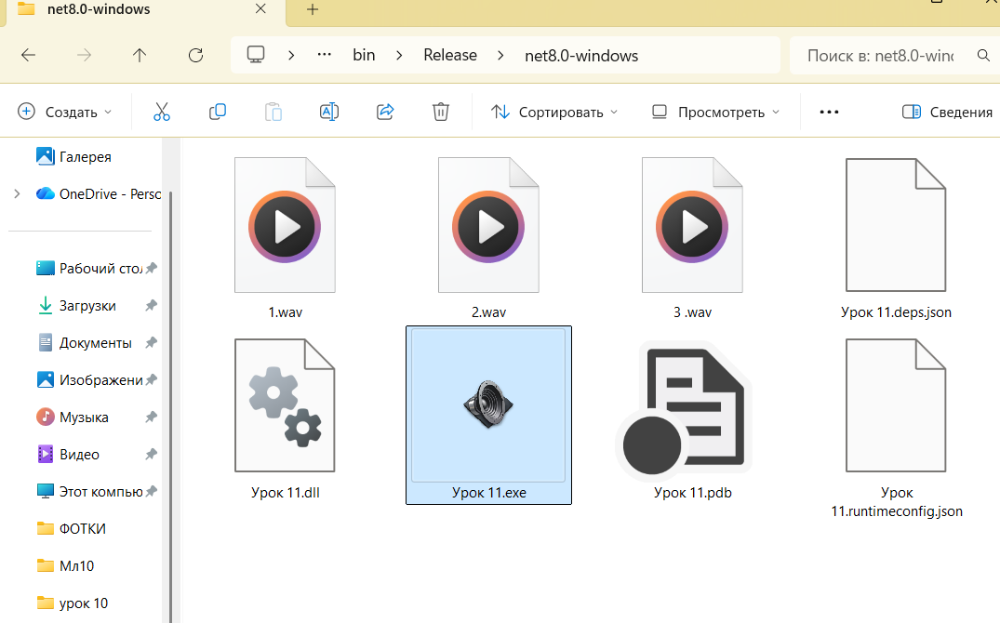 net8.0-windows
bin
Release
net8.0-windows
Поиск в: net8.0-wind
Создать
Сортировать
Просмотреть
Сведения
Галерея
OneDrive - Perso
Рабочий стол
Загрузки
Документы
Изображени
Музыка
Видео
Этот компью
ФОТКИ
Мл10
урок 10
1.wav
2.wav
3 .wav
Урок 11.deps.json
Урок 11.dll
Урок 11.exe
Урок 11.pdb
Урок
11.runtimeconfig.json